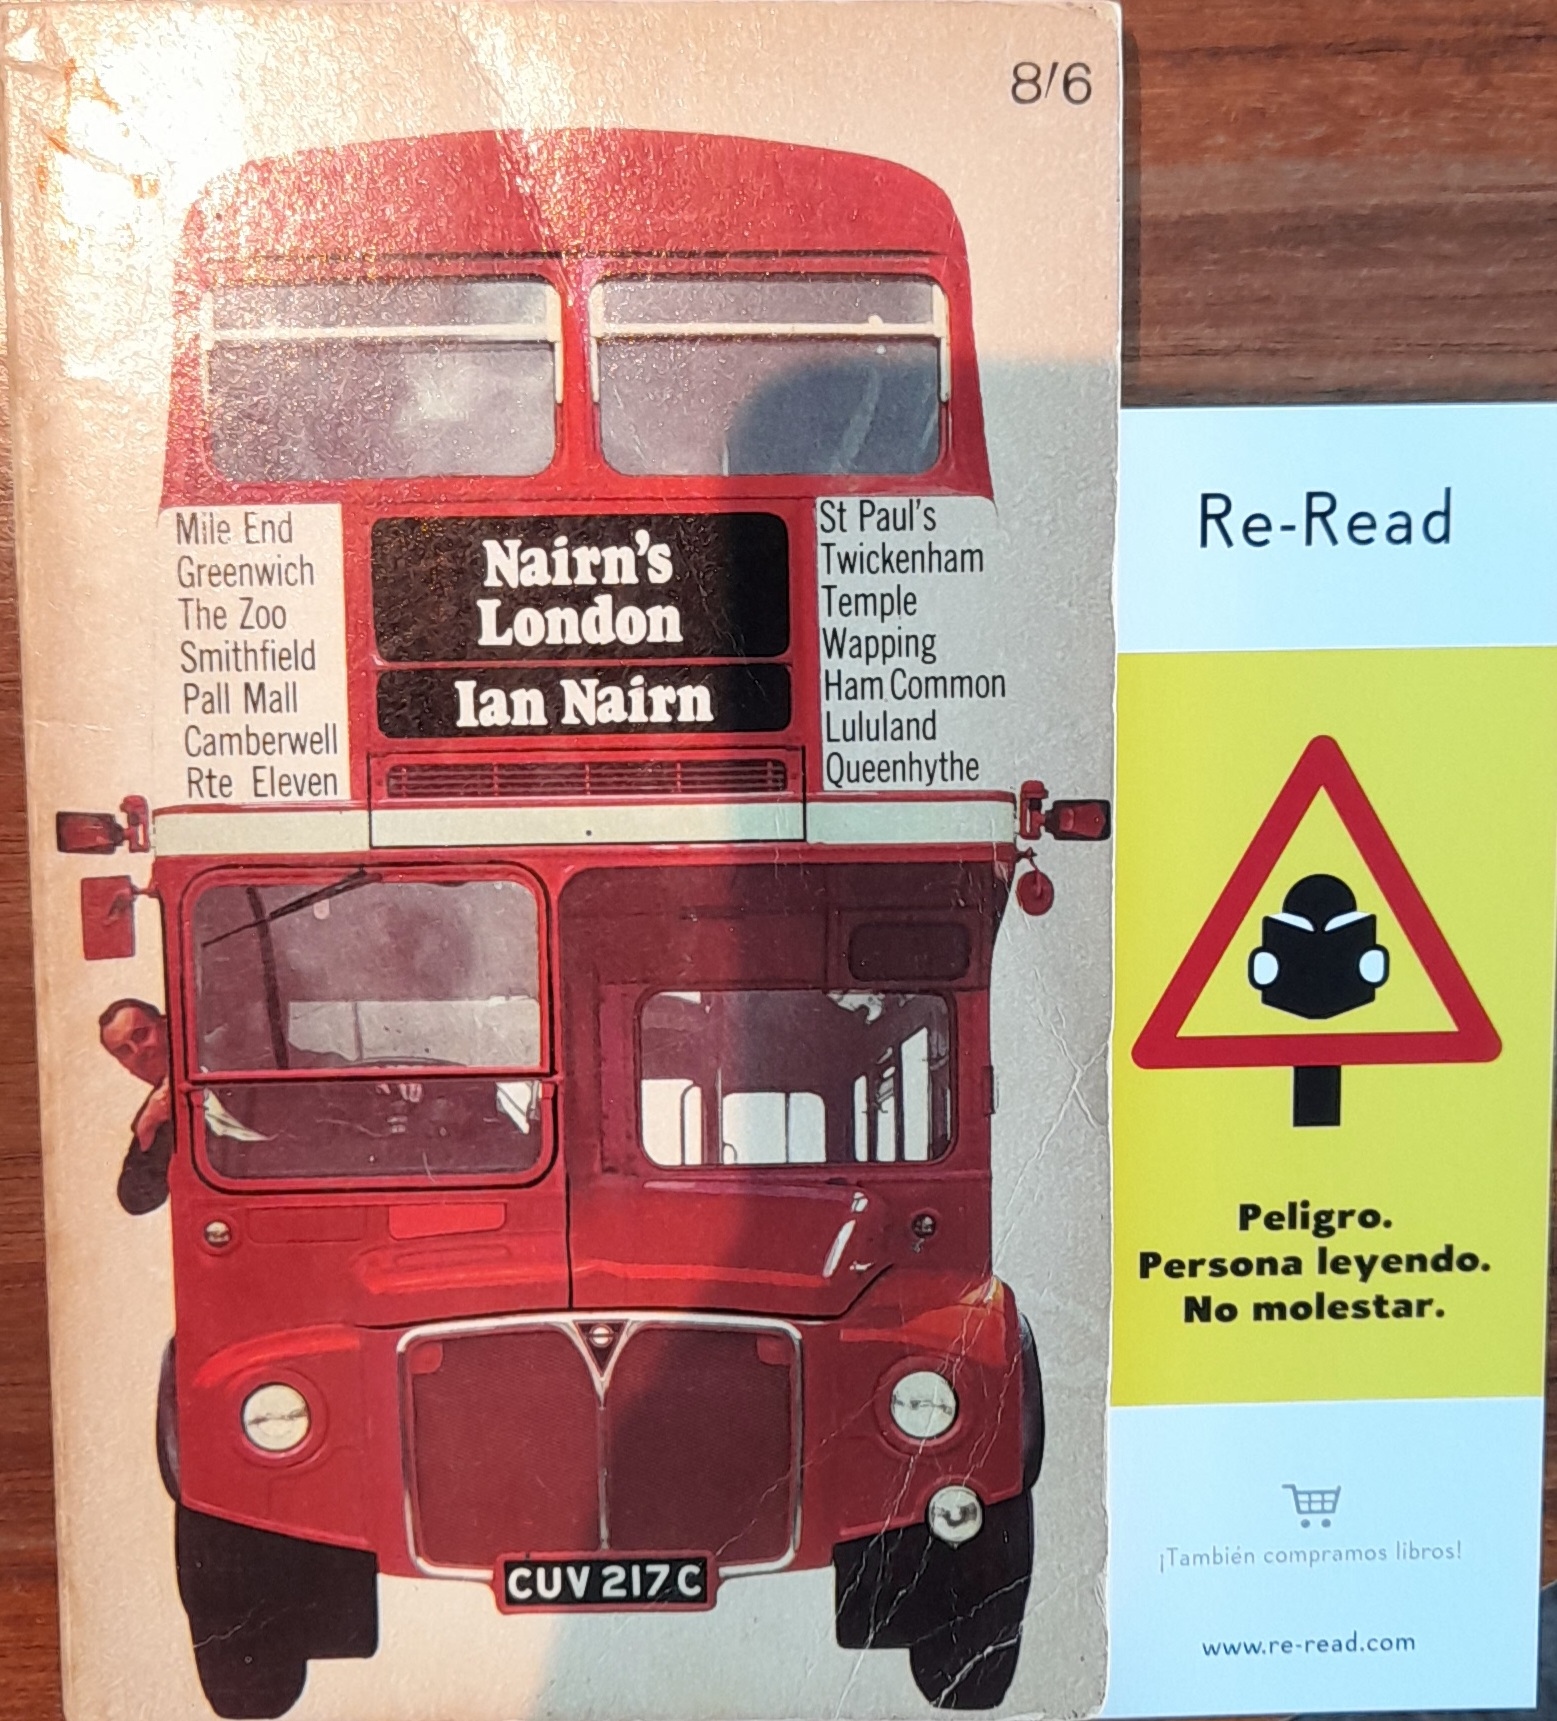 8/6
Mile End
Greenwich
The Zoo
Smithfield
Pall Mall
Camberwell
Rte Eleven
Nairn's
London
Ian Nairn
St Paul's
Twickenham
Temple
Wapping
Ham Common
Lululand
Queenhythe
CUV 217C
Re-Read
Peligro.
Persona leyendo.
No molestar.
¡También compramos libros!
www.re-read.com